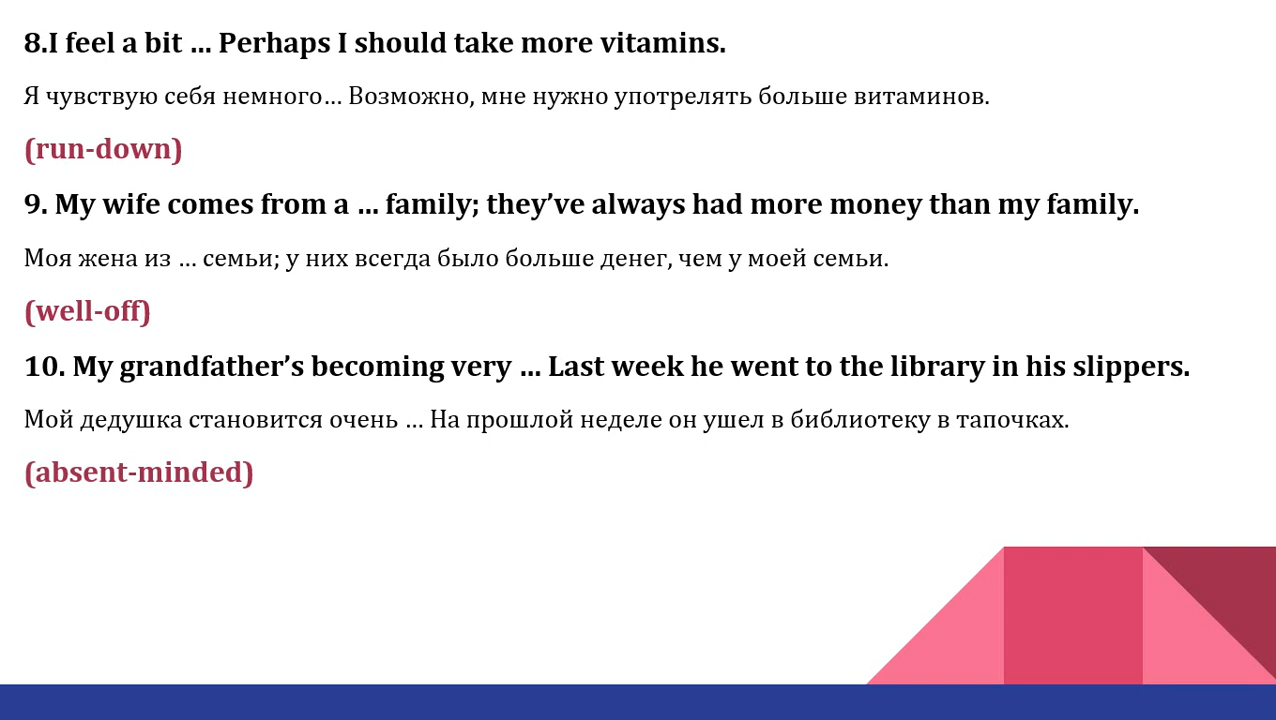 8.I feel a bit … Perhaps I should take more vitamins.
Я чувствую себя немного… Возможно, мне нужно употрелять больше витаминов.
(run-down)
9. My wife comes from a … family; they’ve always had more money than my family.
Моя жена из … семьи; у них всегда было больше денег, чем у моей семьи.
(well-off)
10. My grandfather’s becoming very … Last week he went to the library in his slippers.
Мой дедушка становится очень … На прошлой неделе он ушел в библиотеку в тапочках.
(absent-minded)